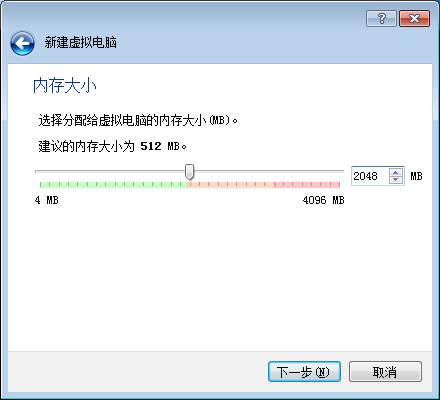 新建虚拟电脑
内存大小
选择分配给虚拟电脑的内存大小(MB)。
建议的内存大小为 512 MB。
2048 MB
4 MB 4096 MB
下一步(N) 取消